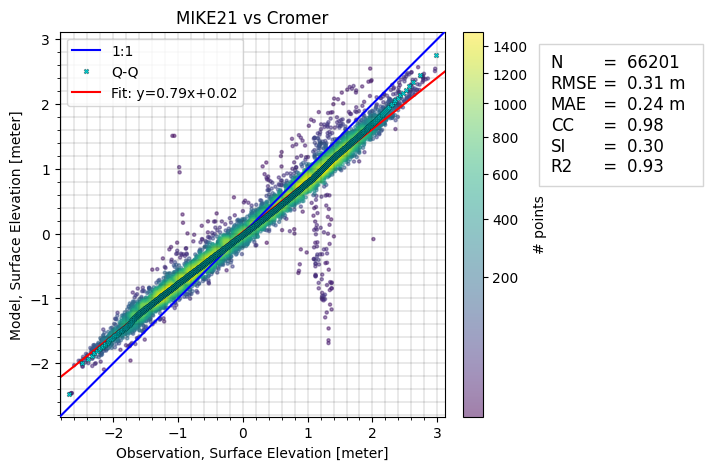 MIKE21 vs Cromer
1:1
Q-Q
Fit: y=0.79x+0.02
3
2
1
0
−1
−2
Model, Surface Elevation [meter]
−2
−1
0
1
2
3
Observation, Surface Elevation [meter]
1400
1200
1000
800
600
400
200
# points
N = 66201
RMSE = 0.31 m
MAE = 0.24 m
CC = 0.98
SI = 0.30
R2 = 0.93